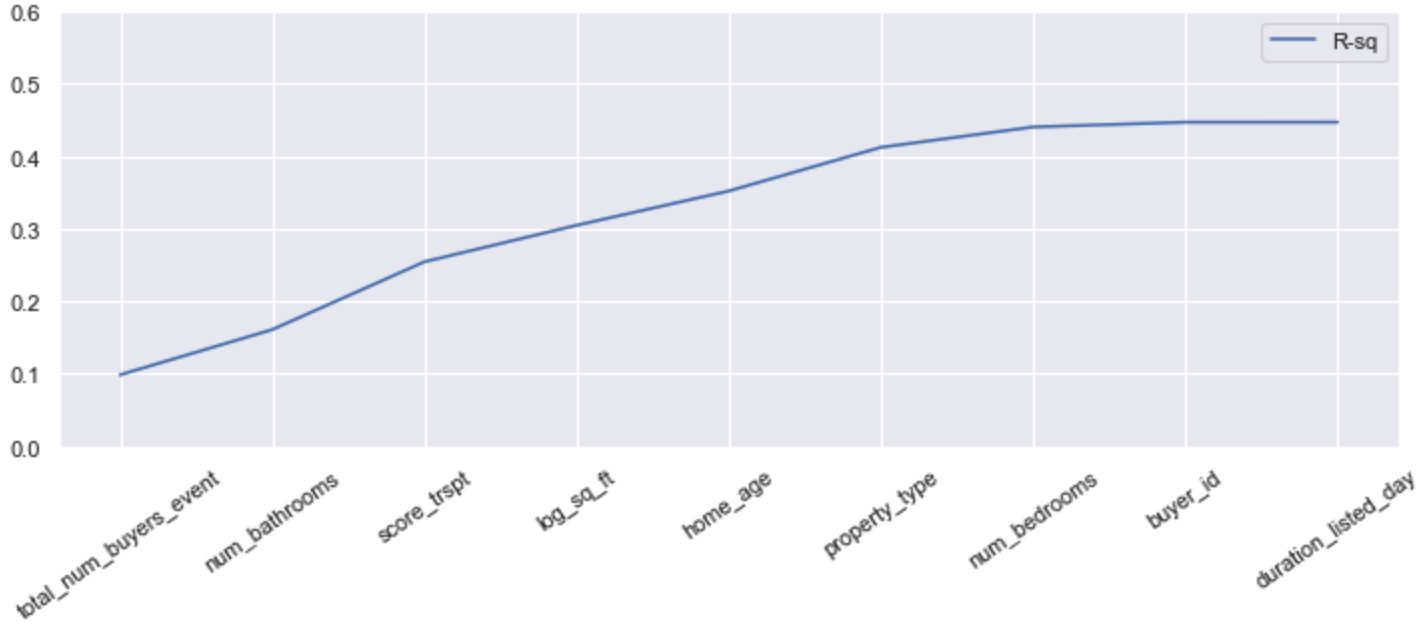 0.6
R-sq
0.5
0.4
0.3
0.2
0.1
0.0
total_num_buyers_event
num_bathrooms
score_trspt
log_sq_ft
home_age
property_type
num_bedrooms
buyer_id
duration_listed_day